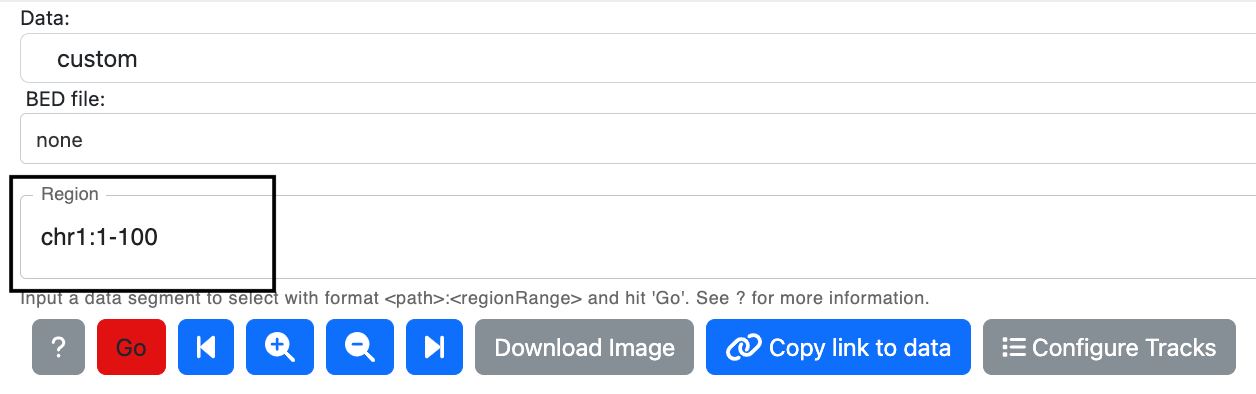 Data:
custom
BED file:
none
Region
chr1:1-100
Input a data segment to select with format <path>:<regionRange> and hit 'Go'. See ? for more information.
? Go Download Image Copy link to data Configure Tracks